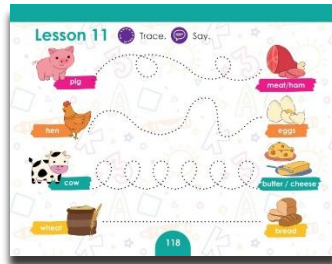 Lesson 11 Trace. Say.
pig
meat/ham
hen
eggs
cow
butter / cheese
wheat
bread
118